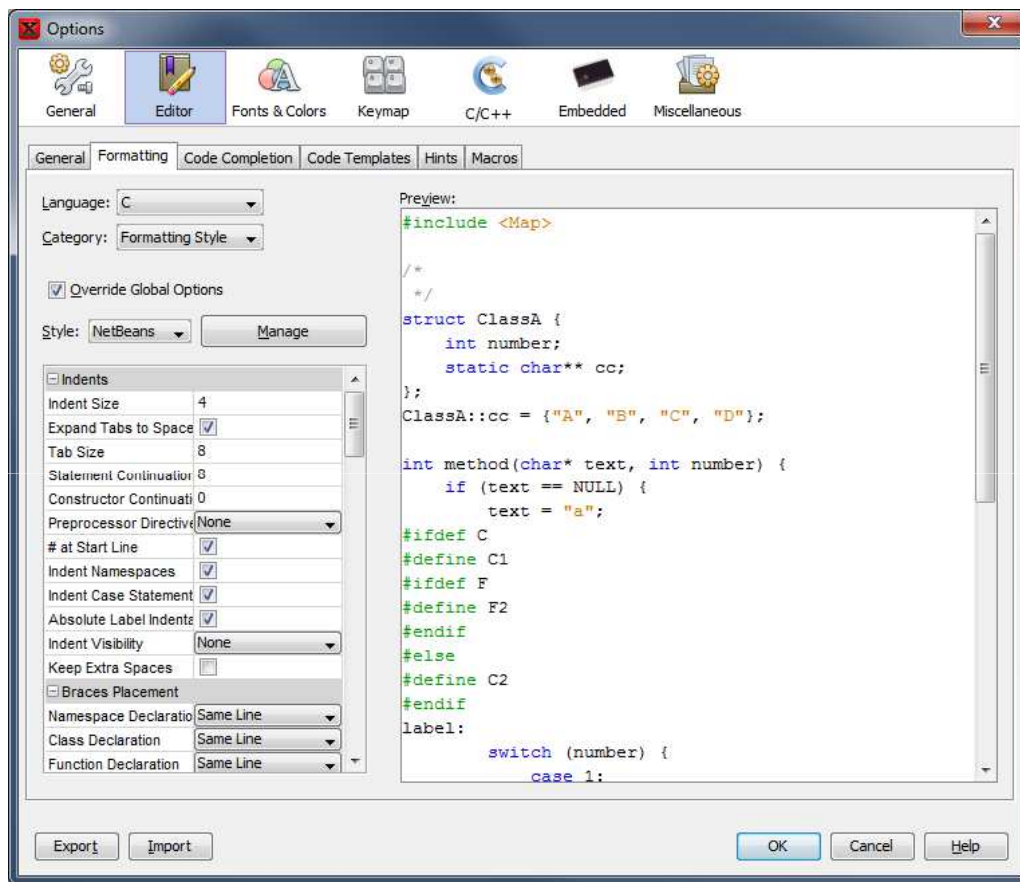 Options
General Editor Fonts & Colors Keymap C/C++ Embedded Miscellaneous
General Formatting Code Completion Code Templates Hints Macros
Language: C
Category: Formatting Style
Override Global Options
Style: NetBeans Manage
Indents
Indent Size 4
Expand Tabs to Space
Tab Size 8
Statement Continuation 8
Constructor Continuati 0
Preprocessor Directive None
# at Start Line
Indent Namespaces
Indent Case Statement
Absolute Label Indenta
Indent Visibility None
Keep Extra Spaces
Braces Placement
Namespace Declaratio Same Line
Class Declaration Same Line
Function Declaration Same Line
Preview:
#include <Map>
/*
*/
struct ClassA {
int number;
static char** cc;
};
ClassA::cc = {"A", "B", "C", "D"};
int method(char* text, int number) {
if (text == NULL) {
text = "a";
#ifdef C
#define C1
#ifdef F
#define F2
#endif
#else
#define C2
#endif
label:
switch (number) {
case 1:
Export Import OK Cancel Help